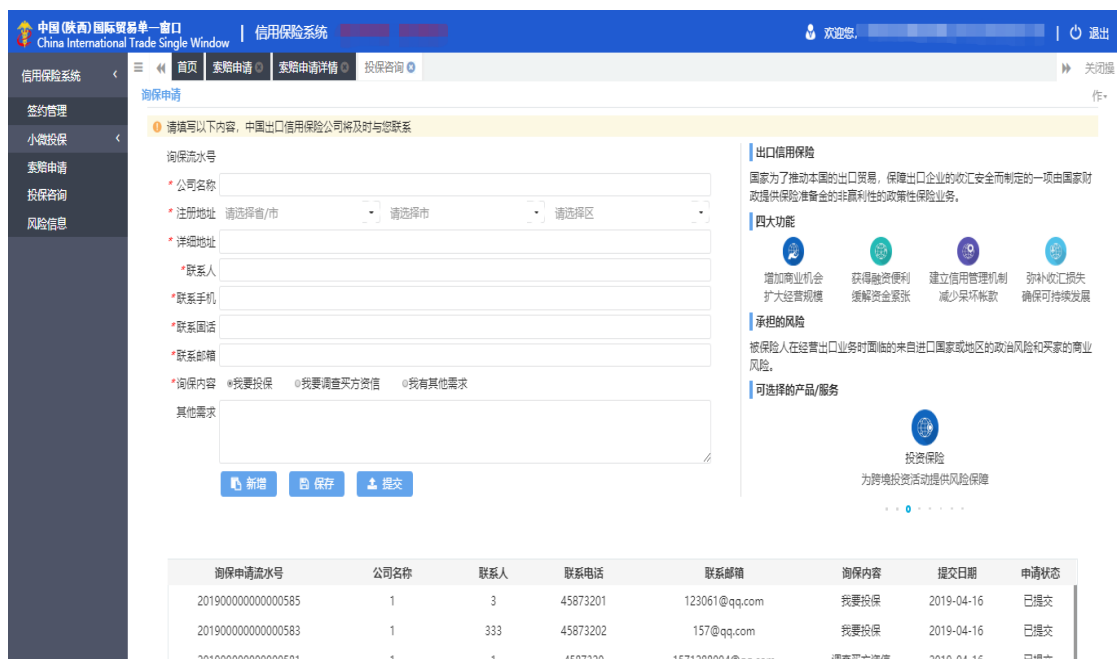 中国(陕西)国际贸易单一窗口
China International Trade Single Window
信用保险系统
欢迎您,
退出
信用保险系统
签约管理
小微投保
索赔申请
投保咨询
风险信息
首页 索赔申请 索赔申请详情 投保咨询
关闭操
作
询保申请
请填写以下内容，中国出口信用保险公司将及时与您联系
询保流水号
* 公司名称
* 注册地址 请选择省/市 请选择市 请选择区
* 详细地址
*联系人
*联系手机
*联系固话
*联系邮箱
*询保内容 我要投保 我要调查买方资信 我有其他需求
其他需求
新增 保存 提交
出口信用保险
国家为了推动本国的出口贸易，保障出口企业的收汇安全而制定的一项由国家财
政提供保险准备金的非赢利性的政策性保险业务。
四大功能
增加商业机会 获得融资便利 建立信用管理机制 弥补收汇损失
扩大经营规模 缓解资金紧张 减少呆坏帐款 确保可持续发展
承担的风险
被保险人在经营出口业务时面临的来自进口国家或地区的政治风险和买家的商业
风险。
可选择的产品/服务
投资保险
为跨境投资活动提供风险保障
询保申请流水号 公司名称 联系人 联系电话 联系邮箱 询保内容 提交日期 申请状态
201900000000000585 1 3 45873201 123061@qq.com 我要投保 2019-04-16 已提交
201900000000000583 1 333 45873202 157@qq.com 我要投保 2019-04-16 已提交